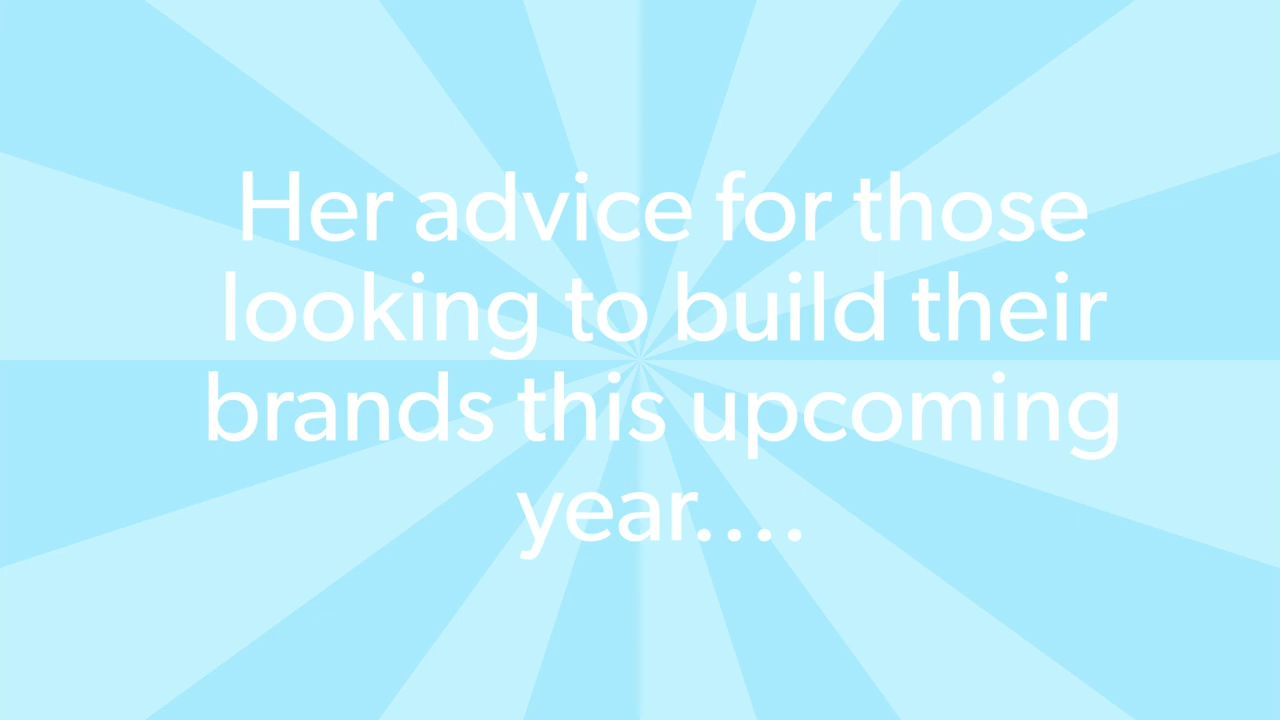 Her advice for those
looking to build their
brands this upcoming
year....